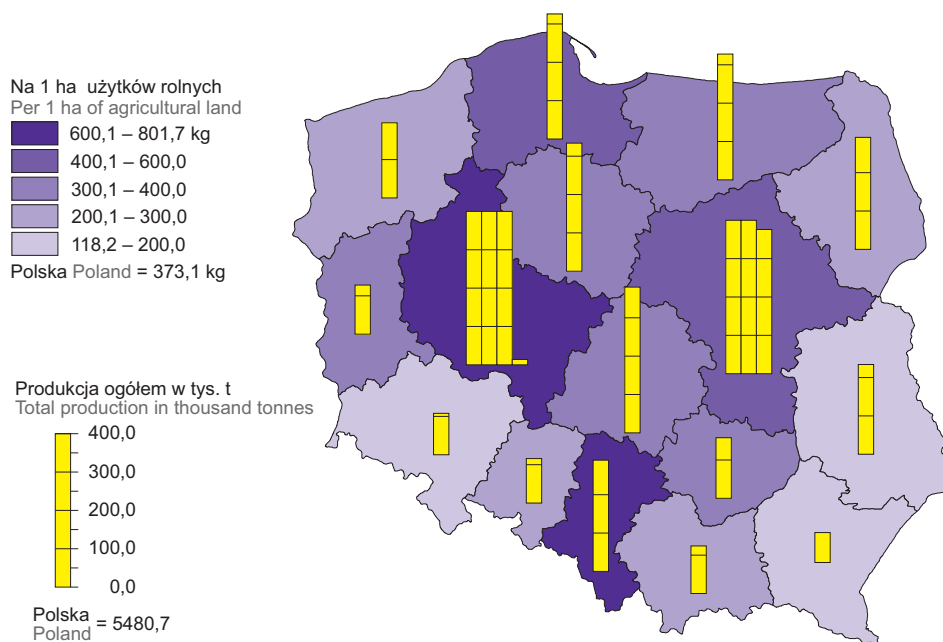 Na 1 ha użytków rolnych
Per 1 ha of agricultural land
600,1 – 801,7 kg
400,1 – 600,0
300,1 – 400,0
200,1 – 300,0
118,2 – 200,0
Polska Poland = 373,1 kg
Produkcja ogółem w tys. t
Total production in thousand tonnes
400,0
300,0
200,0
100,0
0,0
Polska
Poland = 5480,7